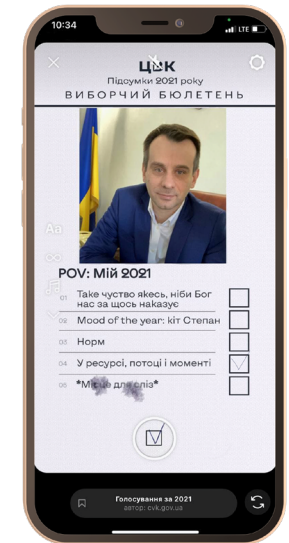 10:34
LTE
ЦВК
Підсумки 2021 року
ВИБОРЧИЙ БЮЛЕТЕНЬ
Aa
POV: Мій 2021
01 Таке чуство якесь, ніби Бог
нас за щось наказує
02 Mood of the year: кіт Степан
03 Норм
04 У ресурсі, потоці і моменті
05 *Місце для сліз*
Голосування за 2021
автор: cvk.gov.ua